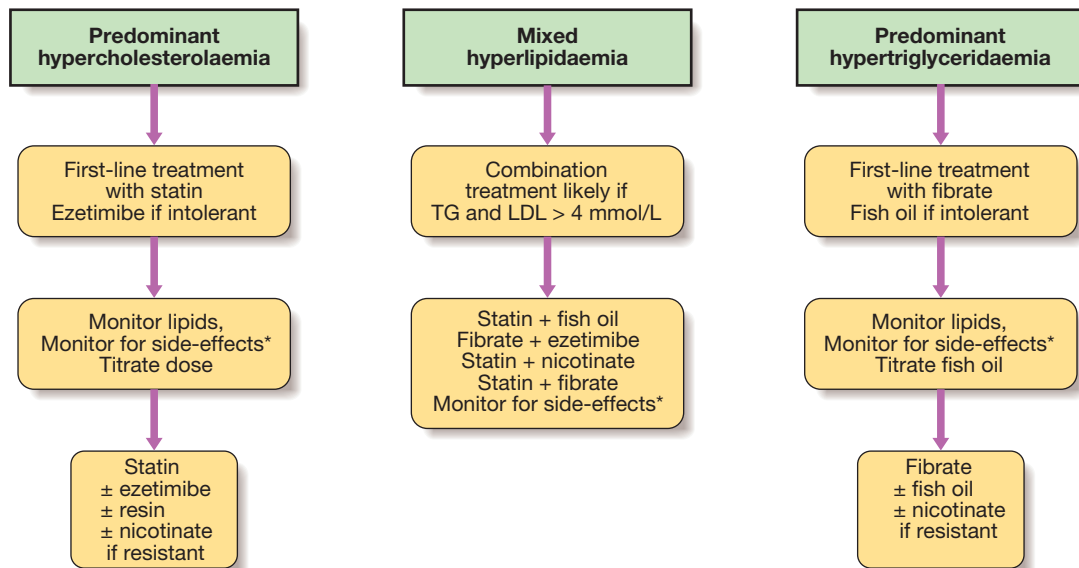 Predominant
hypercholesterolaemia
First-line treatment
with statin
Ezetimibe if intolerant
Monitor lipids,
Monitor for side-effects*
Titrate dose
Statin
± ezetimibe
± resin
± nicotinate
if resistant
Mixed
hyperlipidaemia
Combination
treatment likely if
TG and LDL > 4 mmol/L
Statin + fish oil
Fibrate + ezetimibe
Statin + nicotinate
Statin + fibrate
Monitor for side-effects*
Predominant
hypertriglyceridaemia
First-line treatment
with fibrate
Fish oil if intolerant
Monitor lipids,
Monitor for side-effects*
Titrate fish oil
Fibrate
± fish oil
± nicotinate
if resistant